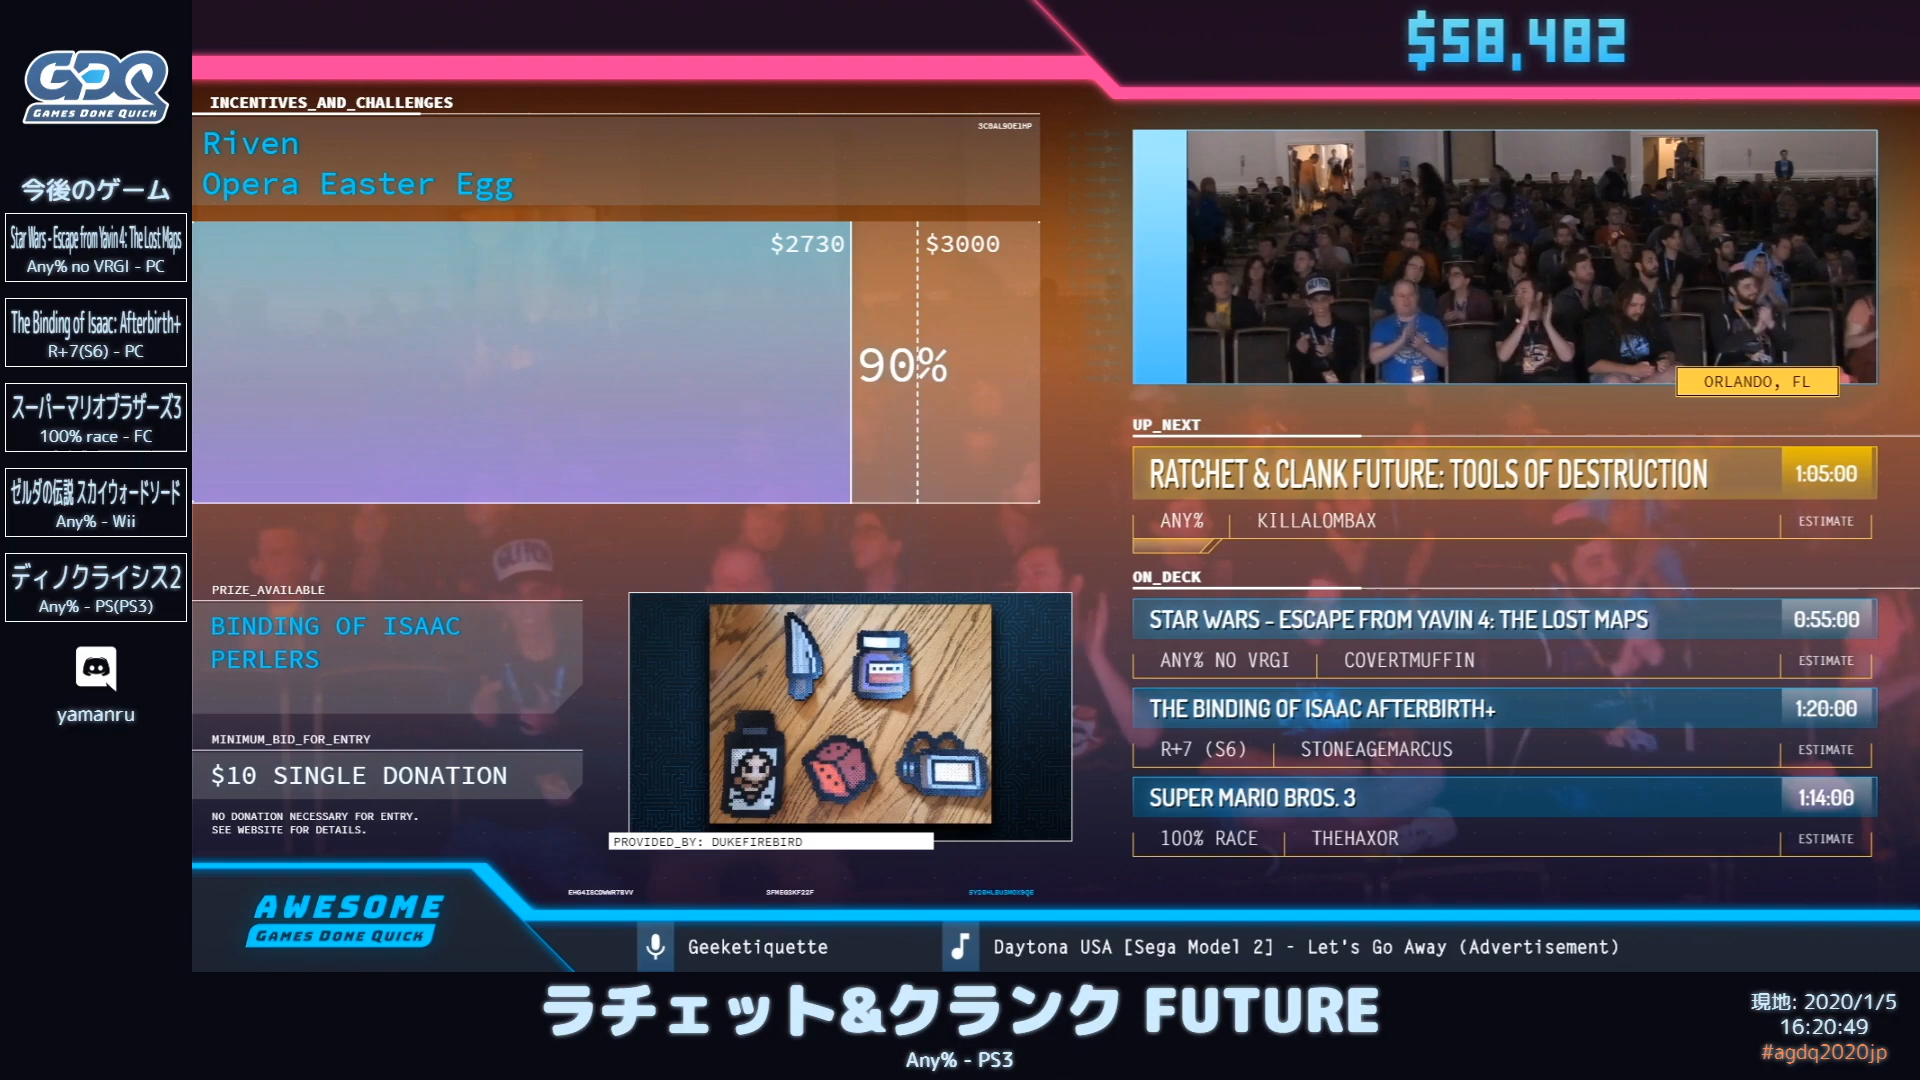 GDQ
GAMES DONE QUICK
今後のゲーム
Star Wars - Escape from Yavin 4: The Lost Maps
Any% no VRGI - PC
The Binding of Isaac: Afterbirth+
R+7(S6) - PC
スーパーマリオブラザーズ3
100% race - FC
ゼルダの伝説 スカイウォードソード
Any% - Wii
ディノクライシス2
Any% - PS(PS3)
yamanru
$58,482
INCENTIVES_AND_CHALLENGES
Riven
Opera Easter Egg
$2730
$3000
90%
ORLANDO, FL
UP_NEXT
RATCHET & CLANK FUTURE: TOOLS OF DESTRUCTION
1:05:00
ANY%
KILLALOMBAX
ESTIMATE
ON_DECK
STAR WARS - ESCAPE FROM YAVIN 4: THE LOST MAPS
0:55:00
ANY% NO VRGI
COVERTMUFFIN
ESTIMATE
THE BINDING OF ISAAC AFTERBIRTH+
1:20:00
R+7 (S6)
STONEAGEMARCUS
ESTIMATE
SUPER MARIO BROS. 3
1:14:00
100% RACE
THEHAXOR
ESTIMATE
PRIZE_AVAILABLE
BINDING OF ISAAC
PERLERS
MINIMUM_BID_FOR_ENTRY
$10 SINGLE DONATION
NO DONATION NECESSARY FOR ENTRY.
SEE WEBSITE FOR DETAILS.
PROVIDED_BY: DUKEFIREBIRD
AWESOME
GAMES DONE QUICK
Geeketiquette
Daytona USA [Sega Model 2] - Let's Go Away (Advertisement)
ラチェット&クランク FUTURE
Any% - PS3
現地: 2020/1/5
16:20:49
#agdq2020jp